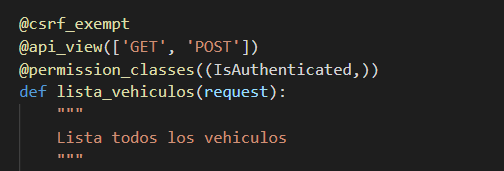 @csrf_exempt
@api_view(['GET', 'POST'])
@permission_classes((IsAuthenticated,))
def lista_vehiculos(request):
    """
    Lista todos los vehiculos
    """